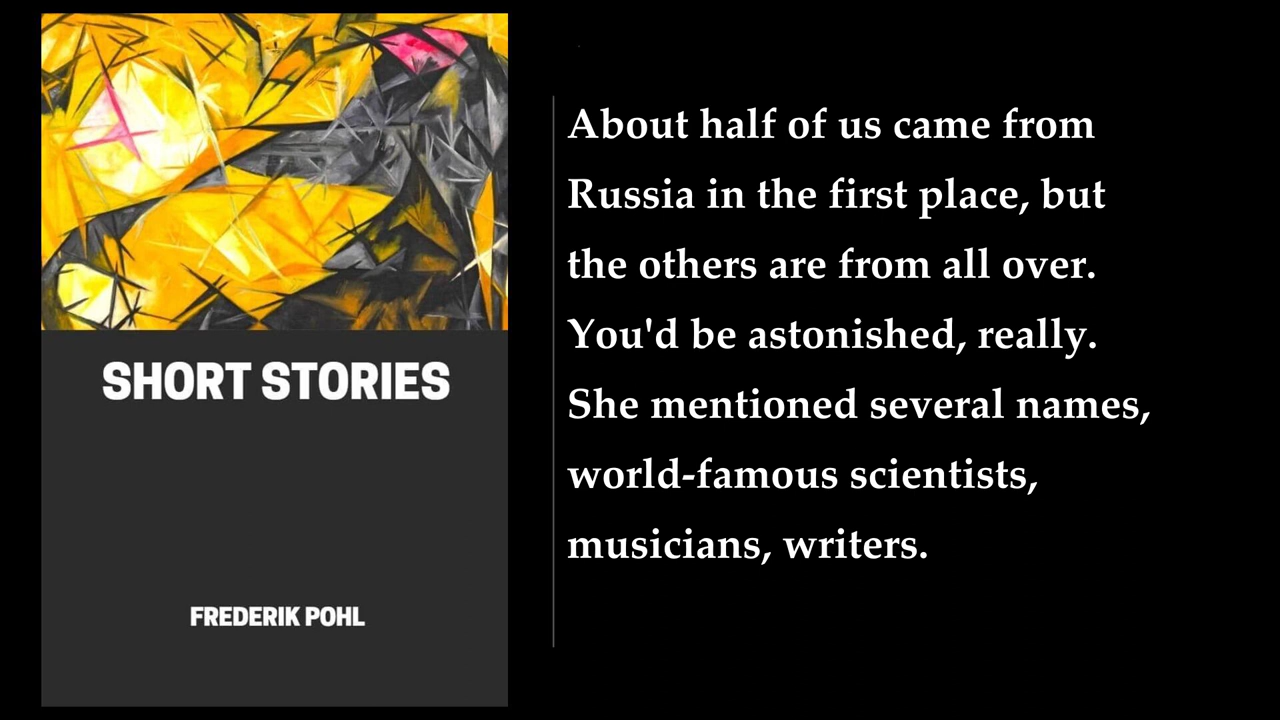 SHORT STORIES
FREDERIK POHL
About half of us came from
Russia in the first place, but
the others are from all over.
You'd be astonished, really.
She mentioned several names,
world-famous scientists,
musicians, writers.